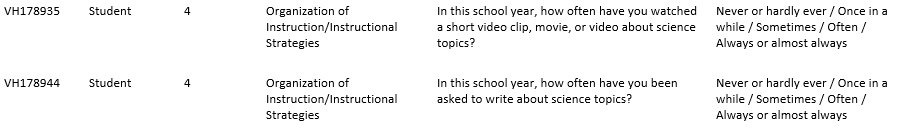 VH178935 Student 4 Organization of In this school year, how often have you watched Never or hardly ever / Once in a
Instruction/Instructional a short video clip, movie, or video about science while / Sometimes / Often /
Strategies topics? Always or almost always
VH178944 Student 4 Organization of In this school year, how often have you been Never or hardly ever / Once in a
Instruction/Instructional asked to write about science topics? while / Sometimes / Often /
Strategies Always or almost always